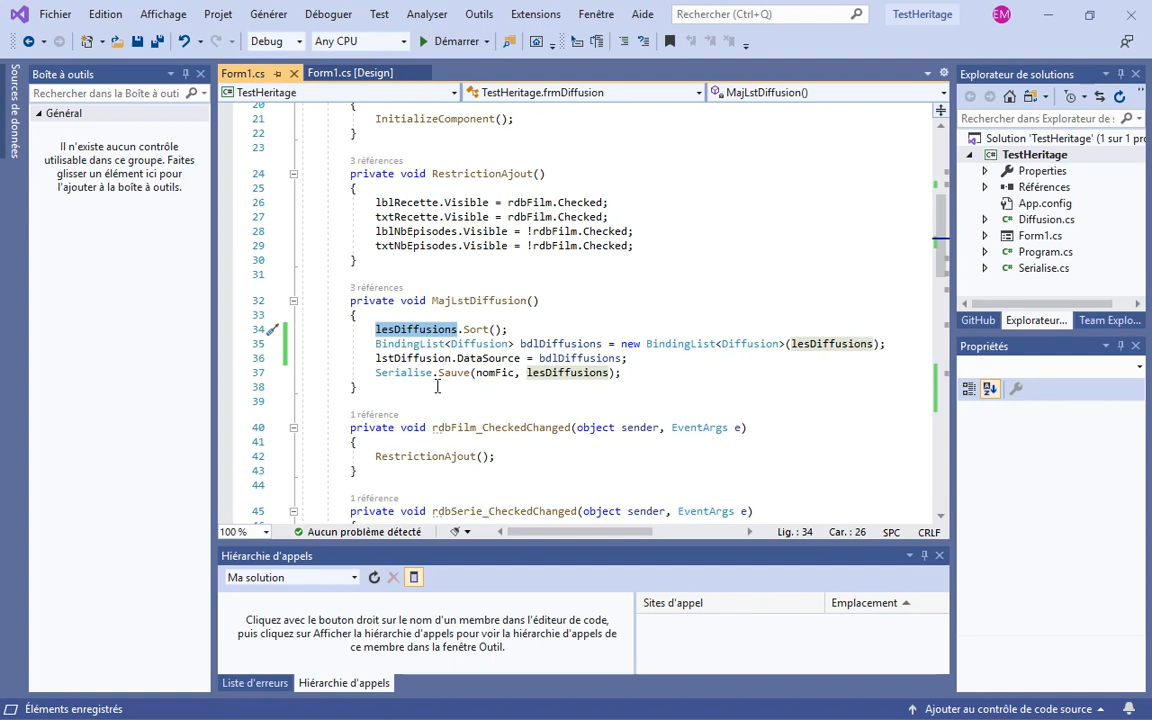 Fichier Edition Affichage Projet Générer Déboguer Test Analyser Outils Extensions Fenêtre Aide Rechercher (Ctrl+Q) TestHeritage EM
Debug Any CPU Démarrer
Sources de données
Boîte à outils
Rechercher dans la Boîte à outi
Général
Il n'existe aucun contrôle
utilisable dans ce groupe. Faites
glisser un élément ici pour
l'ajouter à la boîte à outils.
Form1.cs Form1.cs [Design]
TestHeritage TestHeritage.frmDiffusion MajLstDiffusion()
20 {
21 InitializeComponent();
22 }
23
3 références
24 private void RestrictionAjout()
25 {
26 lblRecette.Visible = rdbFilm.Checked;
27 txtRecette.Visible = rdbFilm.Checked;
28 lblNbEpisodes.Visible = !rdbFilm.Checked;
29 txtNbEpisodes.Visible = !rdbFilm.Checked;
30 }
31
3 références
32 private void MajLstDiffusion()
33 {
34 lesDiffusions.Sort();
35 BindingList<Diffusion> bdlDiffusions = new BindingList<Diffusion>(lesDiffusions);
36 lstDiffusion.DataSource = bdlDiffusions;
37 Serialise.Sauve(nomFic, lesDiffusions);
38 }
39
1 référence
40 private void rdbFilm_CheckedChanged(object sender, EventArgs e)
41 {
42 RestrictionAjout();
43 }
44
1 référence
45 private void rdbSerie_CheckedChanged(object sender, EventArgs e)
100 % Aucun problème détecté Lig. : 34 Car. : 26 SPC CRLF
Hiérarchie d'appels
Ma solution
Cliquez avec le bouton droit sur le nom d'un membre dans l'éditeur de code,
puis cliquez sur Afficher la hiérarchie d'appels pour voir la hiérarchie d'appels de
ce membre dans la fenêtre Outil.
Sites d'appel Emplacement
Liste d'erreurs Hiérarchie d'appels
Explorateur de solutions
Rechercher dans Explorateur de s
Solution 'TestHeritage' (1 sur 1 pro
TestHeritage
Properties
Références
App.config
Diffusion.cs
Form1.cs
Program.cs
Serialise.cs
GitHub Explorateur... Team Explo...
Propriétés
Éléments enregistrés Ajouter au contrôle de code source